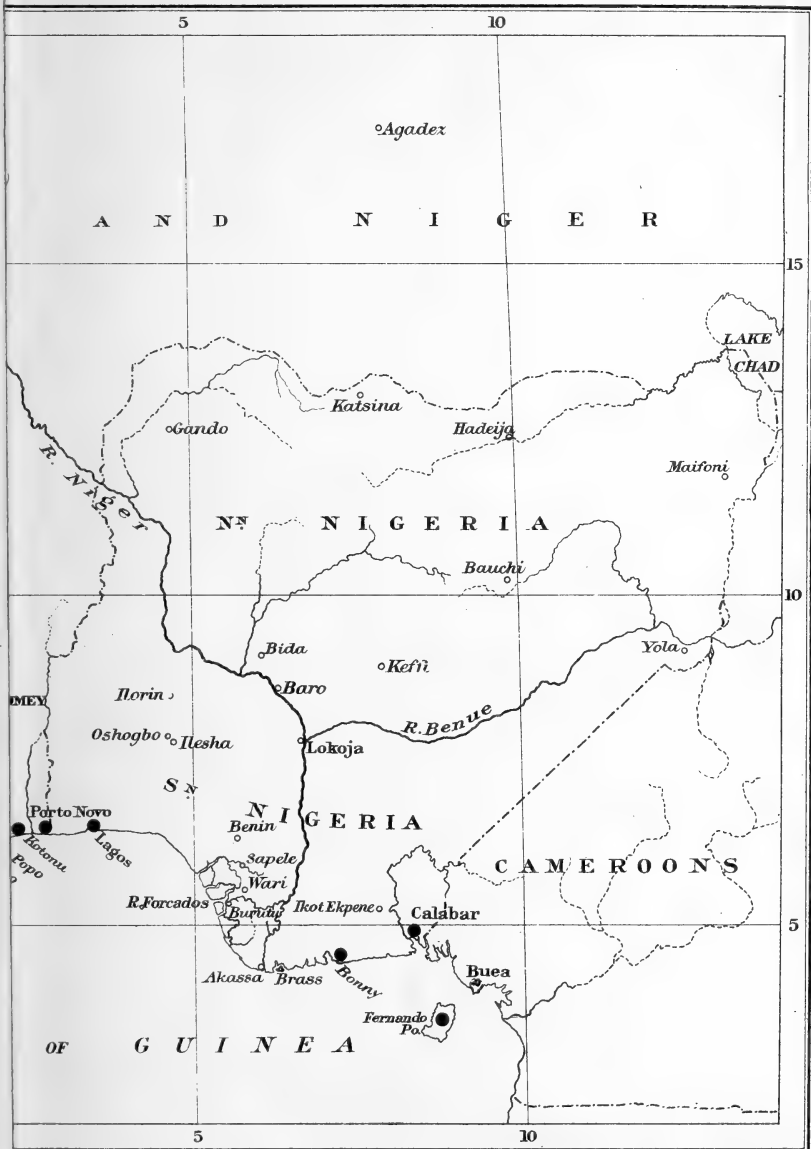 5 10
Agadez
AND NIGER
15
LAKE
CHAD
Katsina
Gando
Hadeija
Maifoni
R. Niger
Nn. NIGERIA
Bauchi
10
Bida
Yola
Kefri
Baro
Ilorin
OMEY
R. Benue
Oshogbo
Ilesha
Lokoja
Sn. NIGERIA
Porto Novo
Benin
Kotonu
Lagos
CAMEROONS
Popo
Sapele
Wari
R. Forcados
Burutu
Ikot Ekpene
Calabar
5
Akassa
Brass
Bonny
Buea
Fernando
Po.
OF GUINEA
5 10